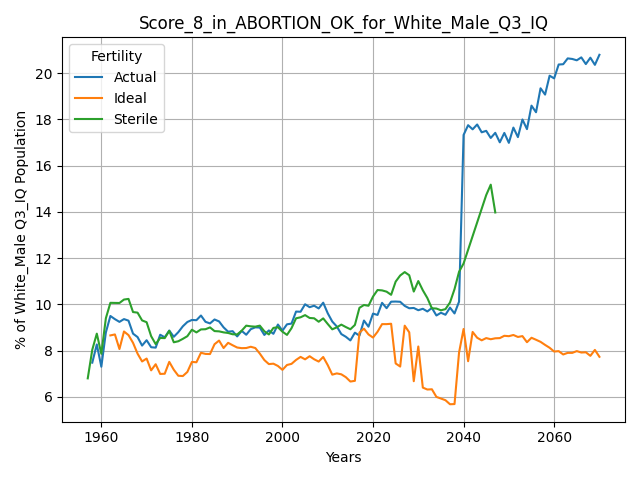 Score_8_in_ABORTION_OK_for_White_Male_Q3_IQ
Fertility
Actual
Ideal
Sterile
% of White_Male Q3_IQ Population
20
18
16
14
12
10
8
6
1960
1980
2000
2020
2040
2060
Years